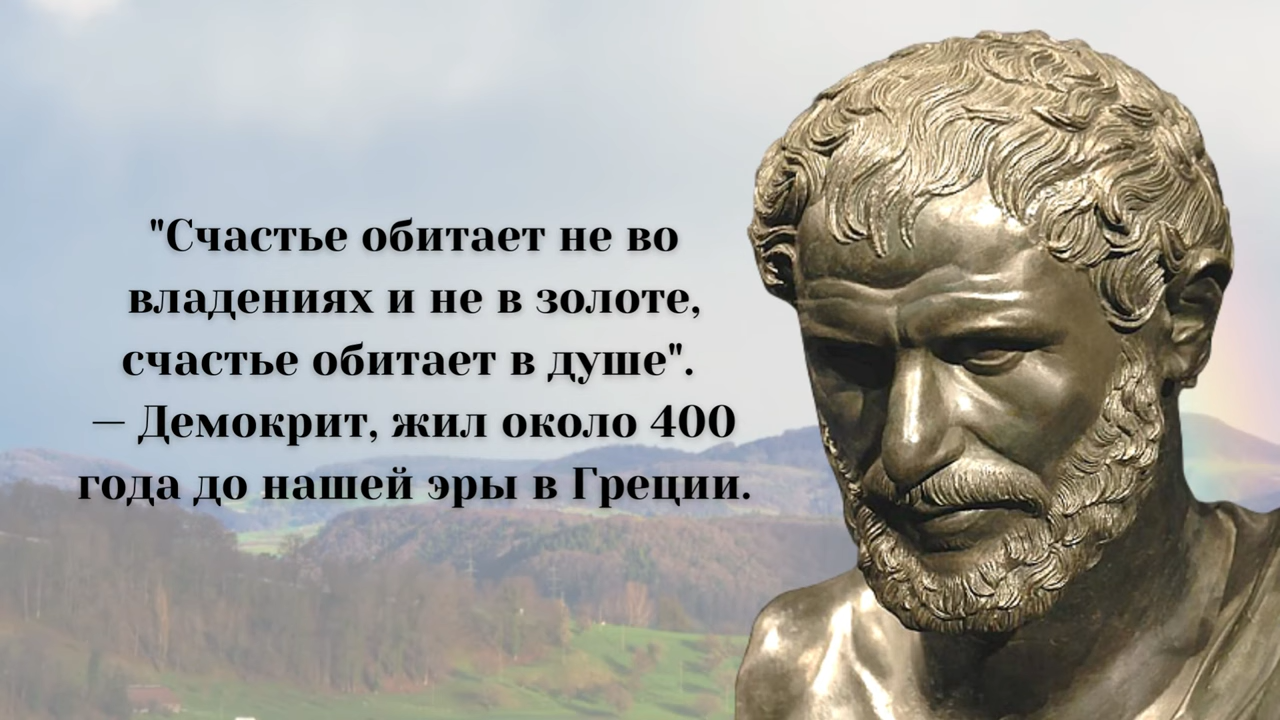 "Счастье обитает не во
владениях и не в золоте,
счастье обитает в душе".
— Демокрит, жил около 400
года до нашей эры в Греции.